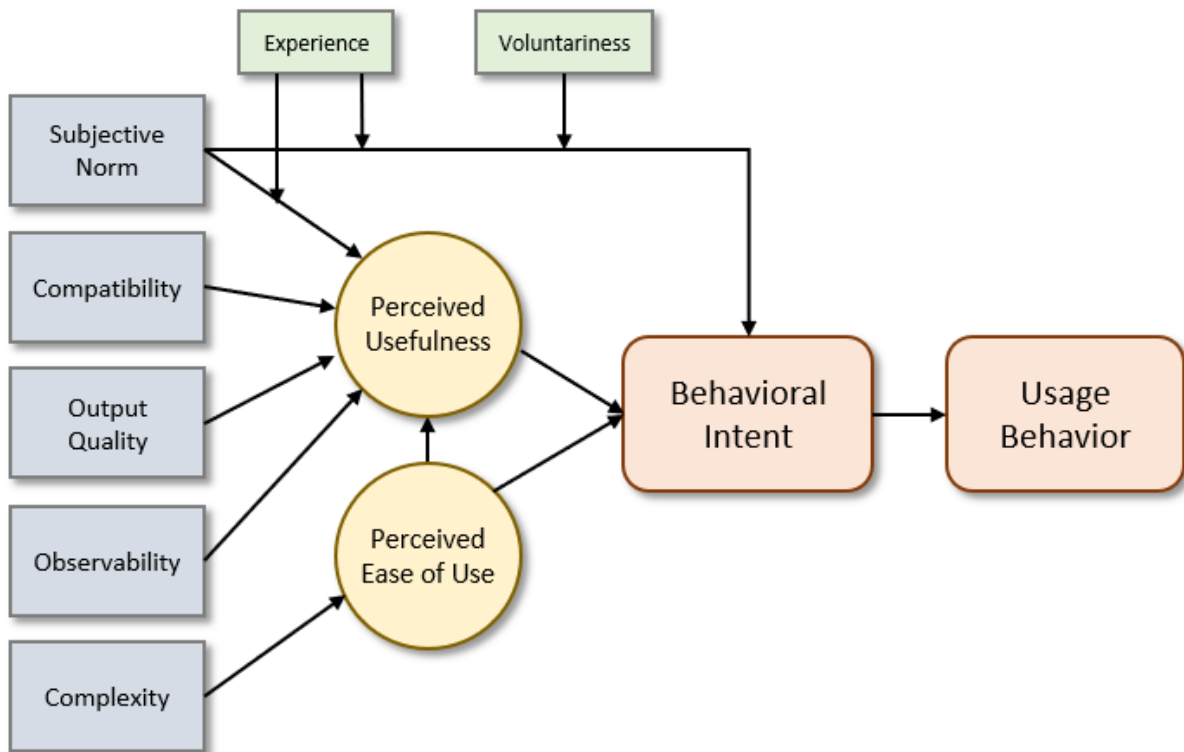 Experience
Voluntariness
Subjective
Norm
Compatibility
Perceived
Usefulness
Output
Quality
Behavioral
Intent
Usage
Behavior
Observability
Perceived
Ease of Use
Complexity